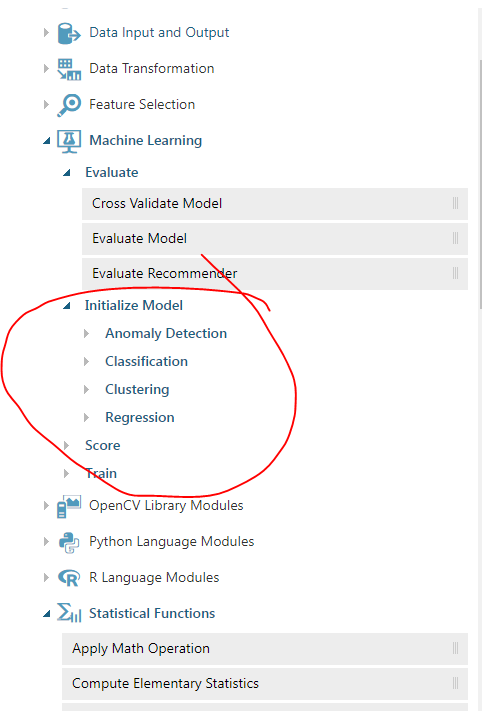 Data Input and Output
Data Transformation
Feature Selection
Machine Learning
Evaluate
Cross Validate Model
Evaluate Model
Evaluate Recommender
Initialize Model
Anomaly Detection
Classification
Clustering
Regression
Score
Train
OpenCV Library Modules
Python Language Modules
R Language Modules
Statistical Functions
Apply Math Operation
Compute Elementary Statistics